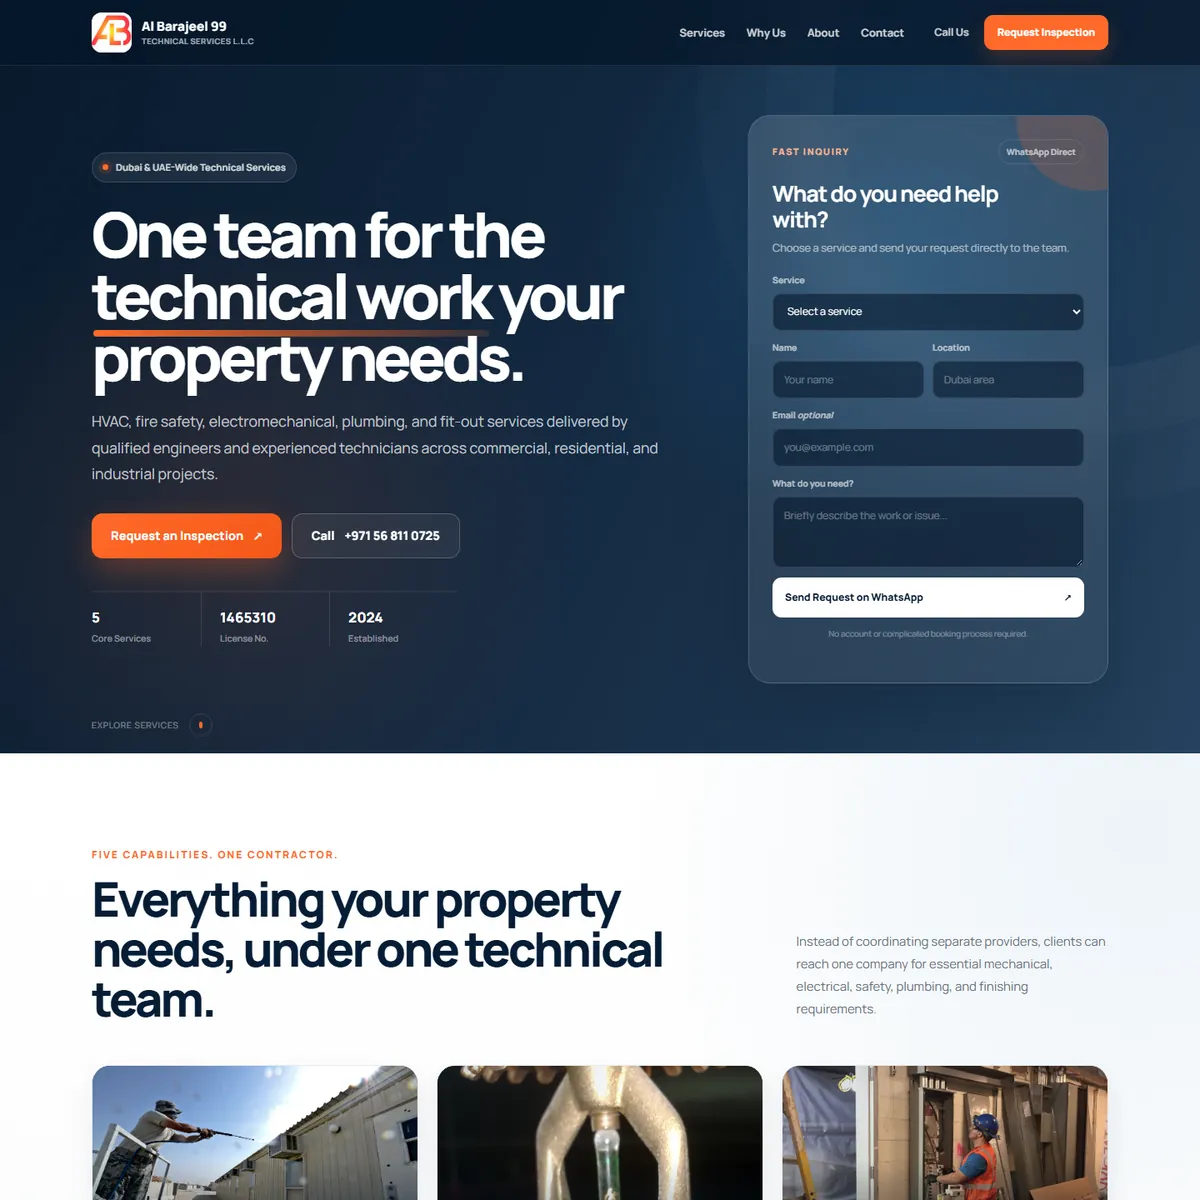 Al Barajeel 99
TECHNICAL SERVICES L.L.C
Services
Why Us
About
Contact
Call Us
Request Inspection
Dubai & UAE-Wide Technical Services
One team for the
technical work your
property needs.
HVAC, fire safety, electromechanical, plumbing, and fit-out services delivered by
qualified engineers and experienced technicians across commercial, residential, and
industrial projects.
Request an Inspection ↗
Call +971 56 811 0725
5
Core Services
1465310
License No.
2024
Established
EXPLORE SERVICES
FAST INQUIRY
WhatsApp Direct
What do you need help
with?
Choose a service and send your request directly to the team.
Service
Select a service
Name
Location
Your name
Dubai area
Email optional
you@example.com
What do you need?
Briefly describe the work or issue...
Send Request on WhatsApp ↗
No account or complicated booking process required.
FIVE CAPABILITIES. ONE CONTRACTOR.
Everything your property
needs, under one technical
team.
Instead of coordinating separate providers, clients can
reach one company for essential mechanical,
electrical, safety, plumbing, and finishing
requirements.